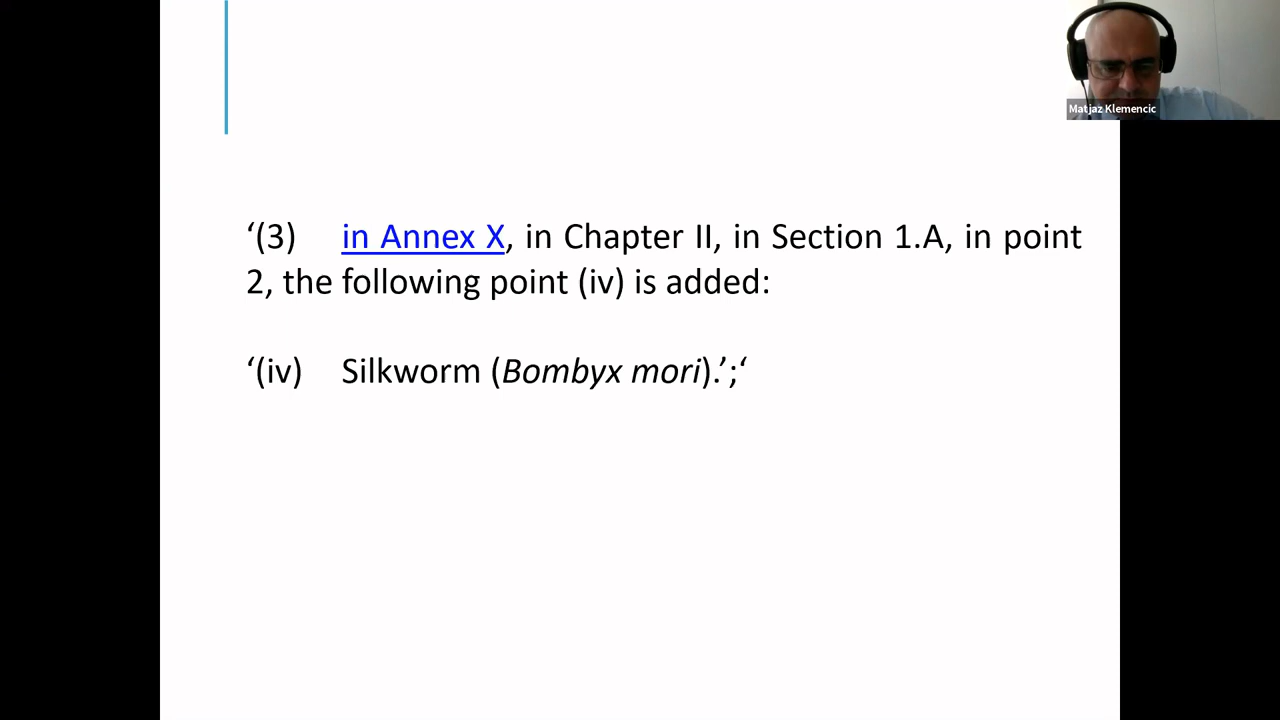 Matjaz Klemencic
‘(3) in Annex X, in Chapter II, in Section 1.A, in point
2, the following point (iv) is added:
‘(iv) Silkworm (Bombyx mori).’;‘